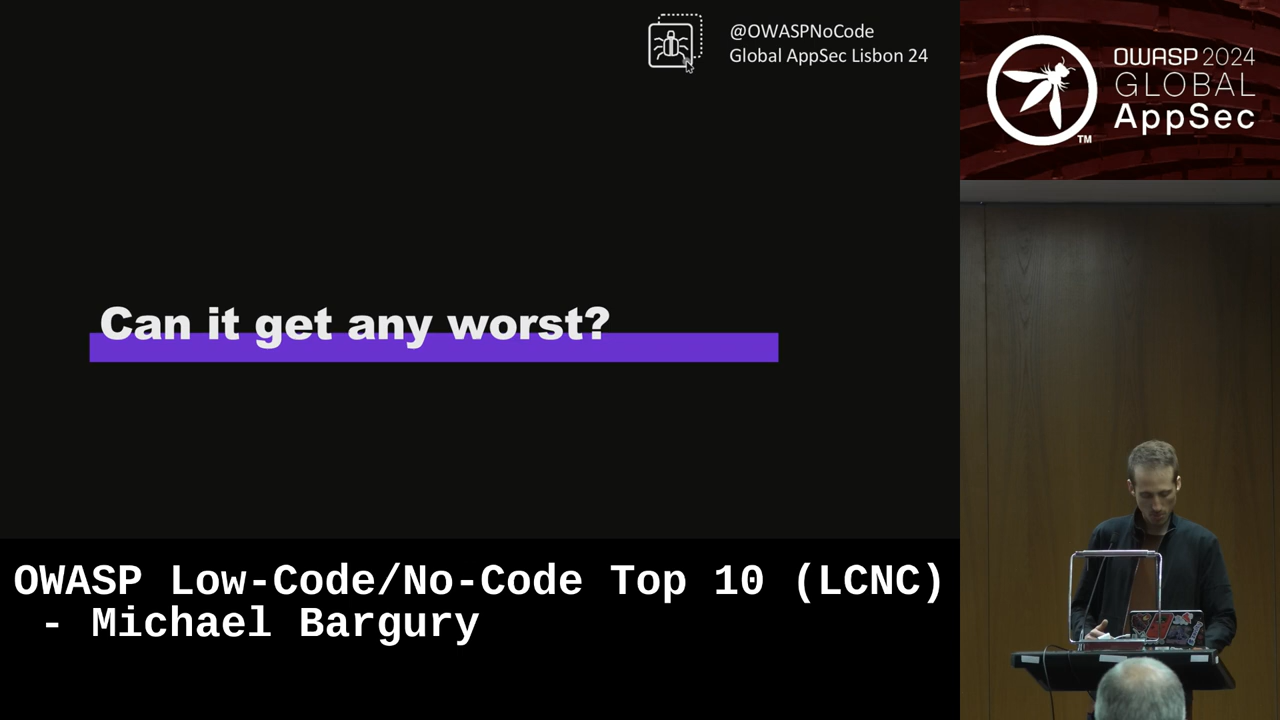 @OWASPNoCode
Global AppSec Lisbon 24
OWASP 2024
GLOBAL
AppSec
TM
Can it get any worst?
OWASP Low-Code/No-Code Top 10 (LCNC)
- Michael Bargury